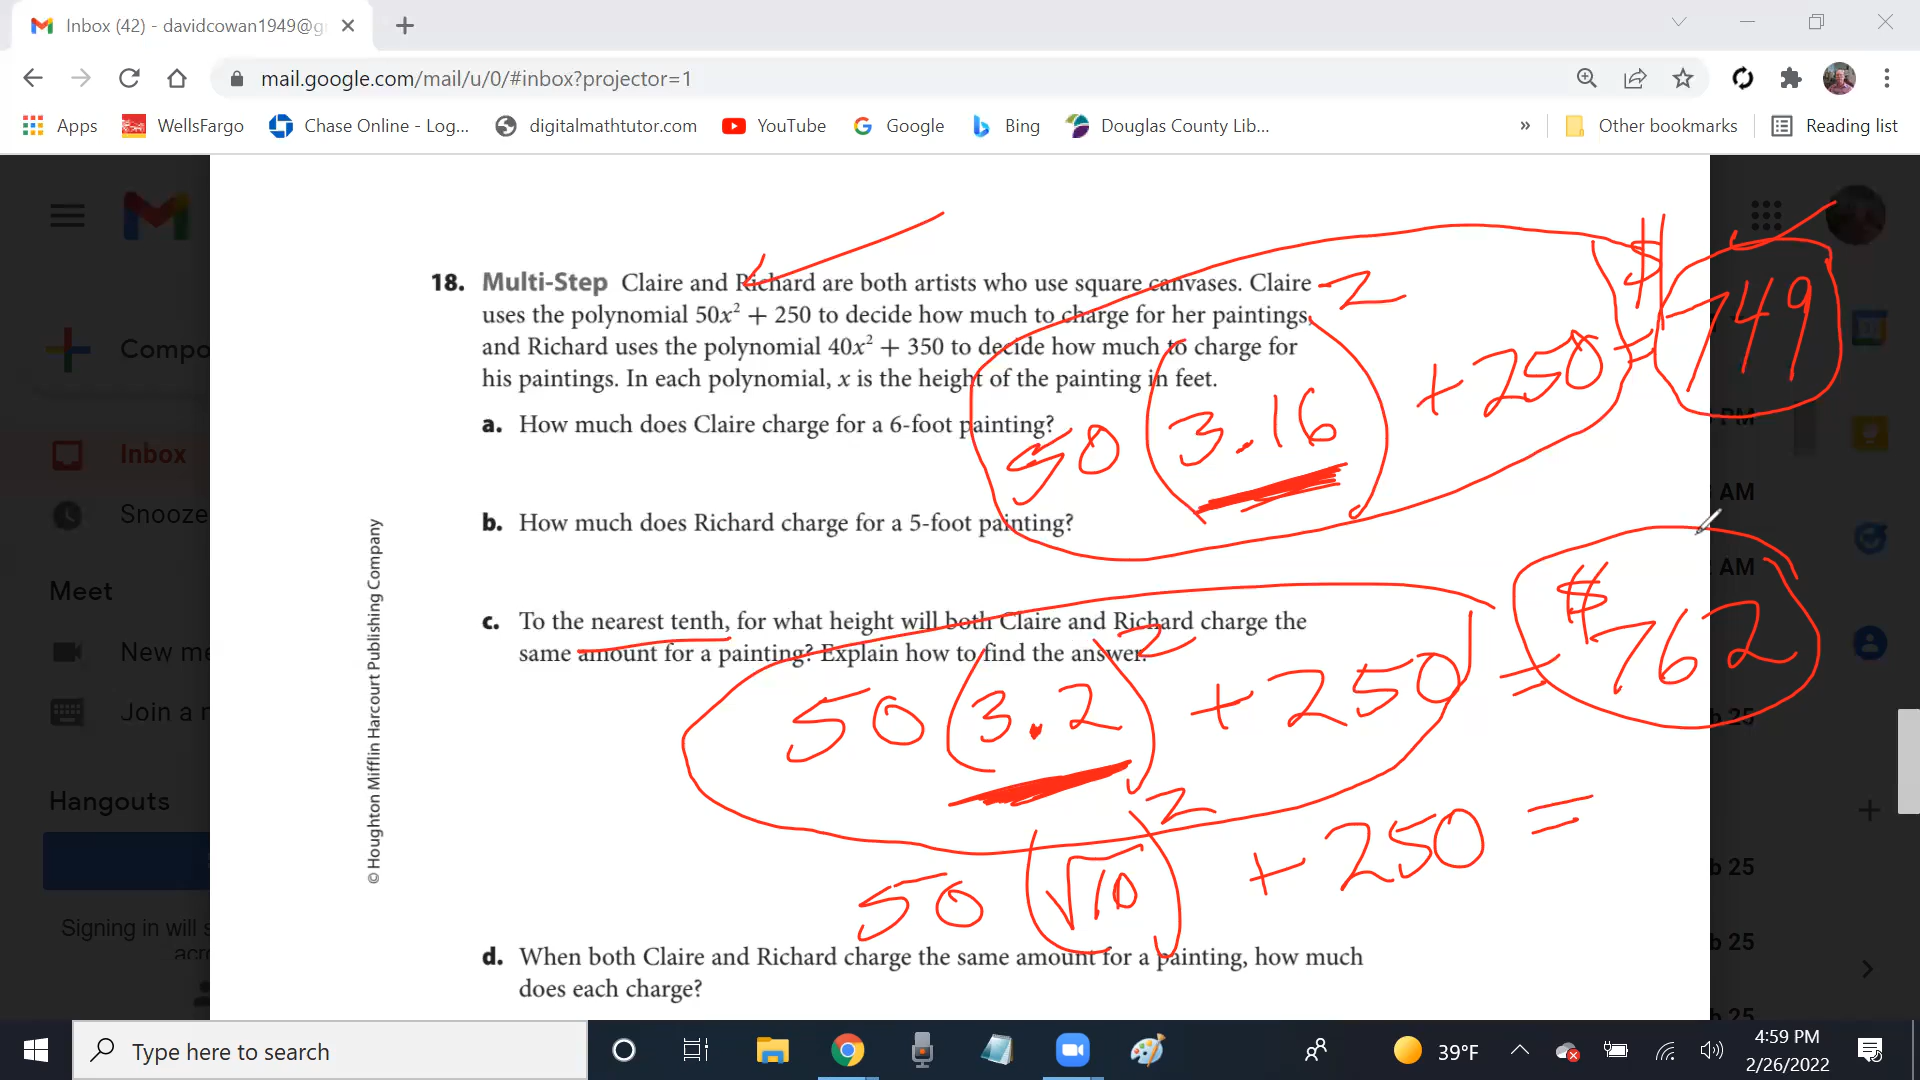 Inbox (42) - davidcowan1949@g
mail.google.com/mail/u/0/#inbox?projector=1
Apps WellsFargo Chase Online - Log... digitalmathtutor.com YouTube Google Bing Douglas County Lib... » Other bookmarks Reading list
18. Multi-Step Claire and Richard are both artists who use square canvases. Claire
uses the polynomial 50x² + 250 to decide how much to charge for her paintings,
and Richard uses the polynomial 40x² + 350 to decide how much to charge for
his paintings. In each polynomial, x is the height of the painting in feet.
a. How much does Claire charge for a 6-foot painting?
50 (3.16)² + 250 = $749
b. How much does Richard charge for a 5-foot painting?
c. To the nearest tenth, for what height will both Claire and Richard charge the
same amount for a painting? Explain how to find the answer.
50 (3.2)² + 250 = $762
50 (√10)² + 250 =
d. When both Claire and Richard charge the same amount for a painting, how much
does each charge?
© Houghton Mifflin Harcourt Publishing Company
Compo
Inbox
Snooze
Meet
New me
Join a r
Hangouts
Signing in will
acro
PM
AM
AM
b 25
b 25
b 25
b 25
Type here to search
39°F
4:59 PM
2/26/2022